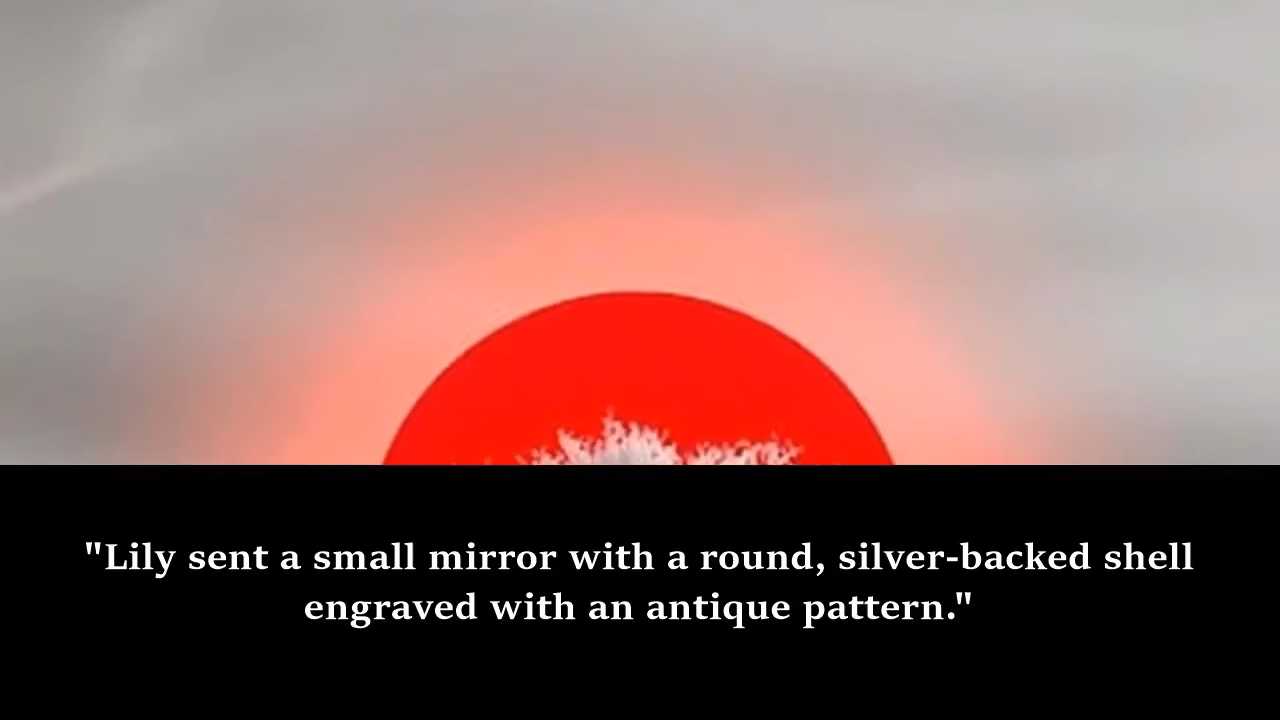 "Lily sent a small mirror with a round, silver-backed shell
engraved with an antique pattern."